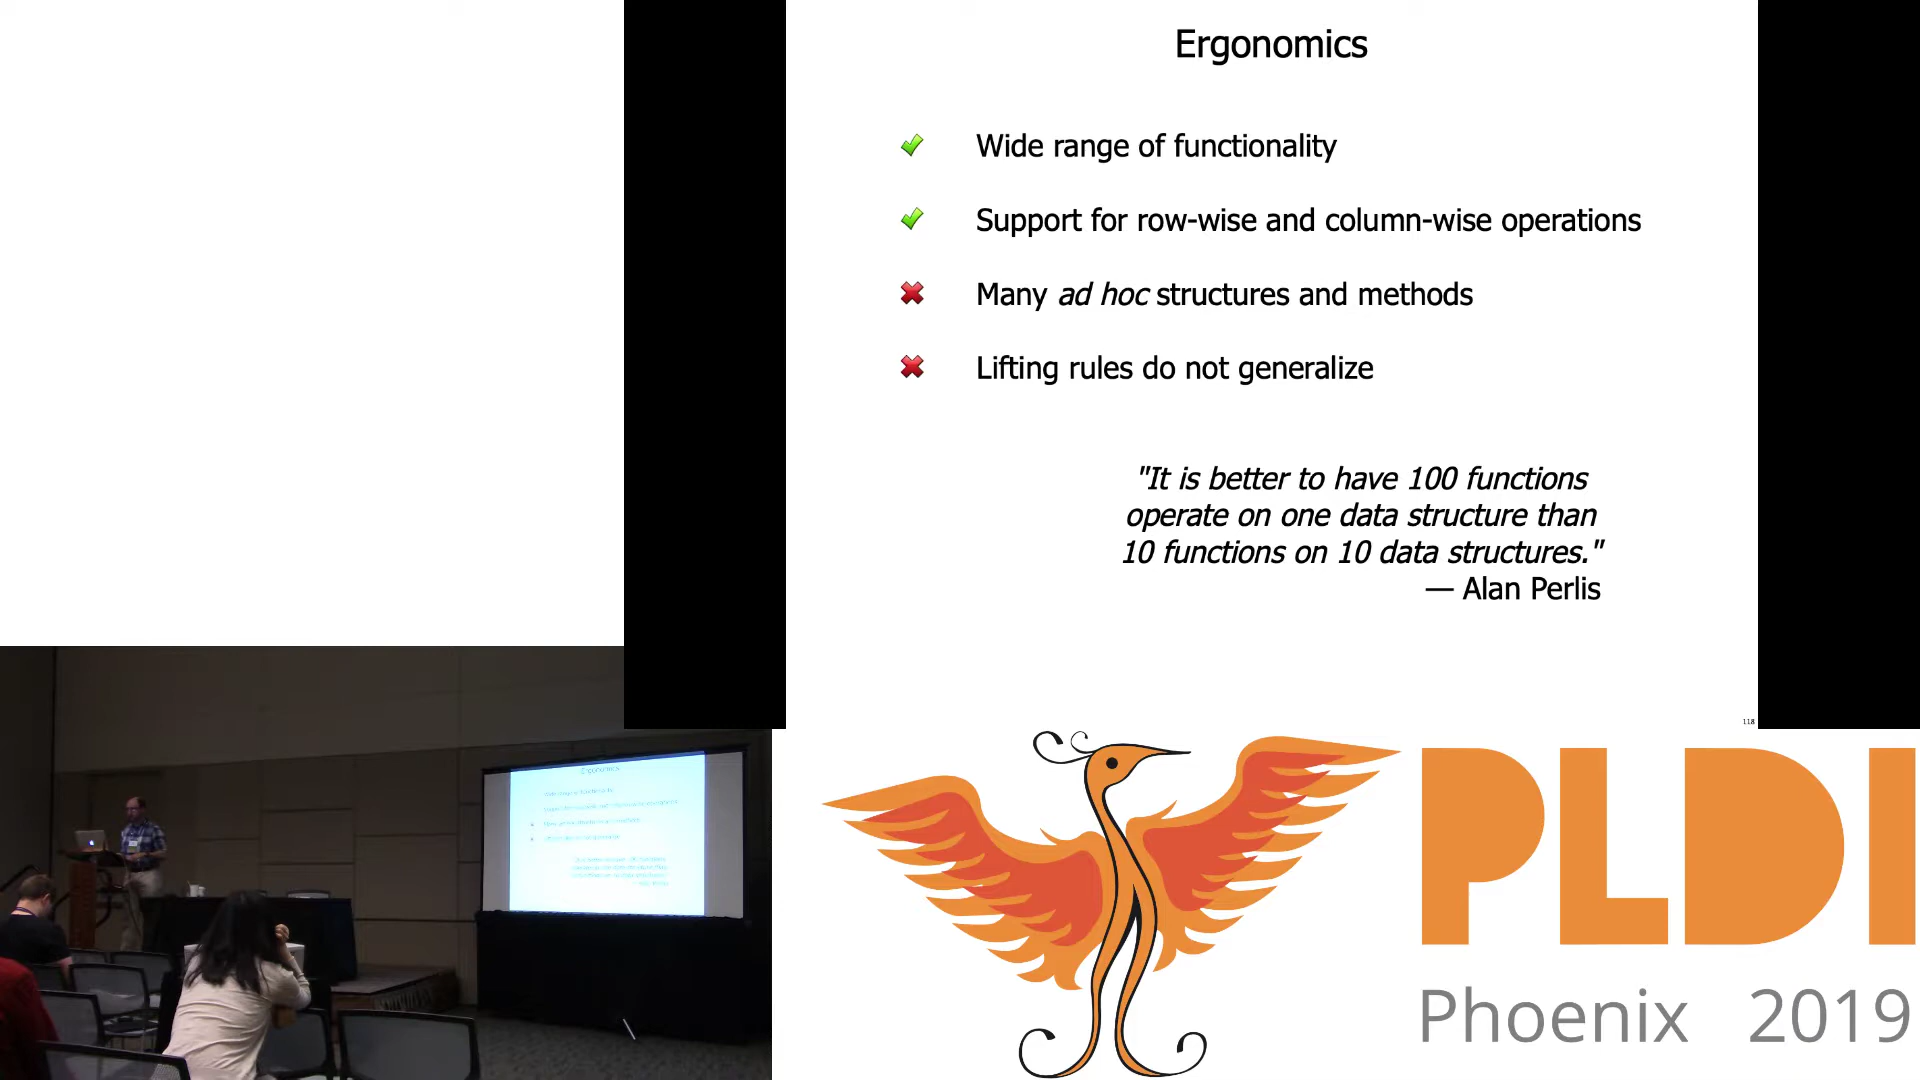 Ergonomics
Wide range of functionality
Support for row-wise and column-wise operations
Many ad hoc structures and methods
Lifting rules do not generalize
"It is better to have 100 functions
operate on one data structure than
10 functions on 10 data structures."
— Alan Perlis
118
Ergonomics
PLDI
Phoenix 2019